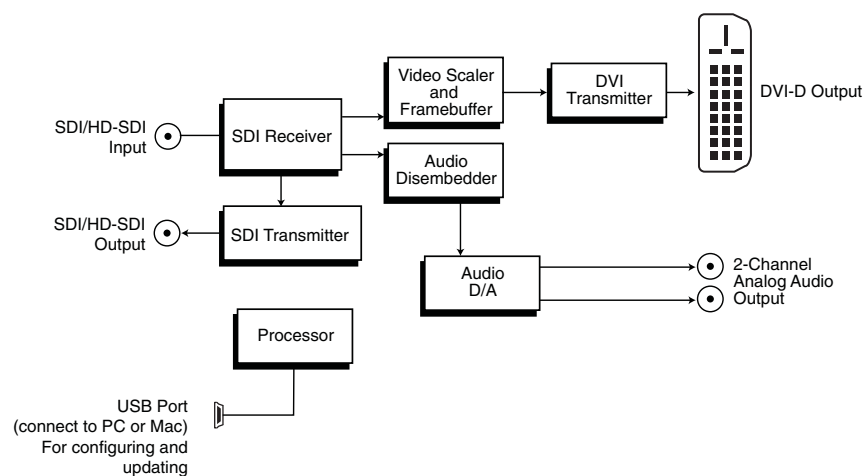 Video Scaler
and
Framebuffer
DVI
Transmitter
DVI-D Output
SDI/HD-SDI
Input
SDI Receiver
Audio
Disembedder
SDI/HD-SDI
Output
SDI Transmitter
Audio
D/A
2-Channel
Analog Audio
Output
Processor
USB Port
(connect to PC or Mac)
For configuring and
updating